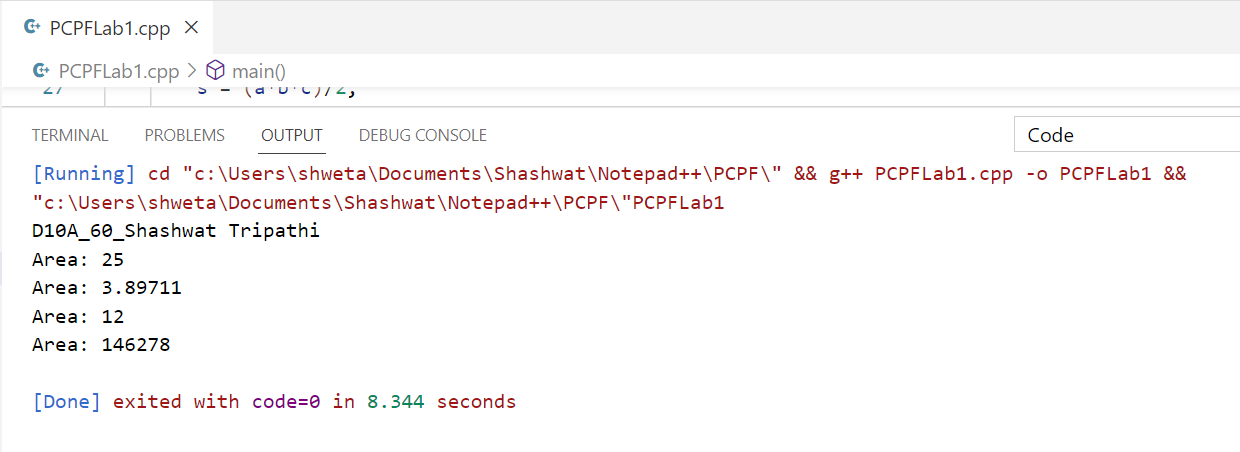 PCPFLab1.cpp
PCPFLab1.cpp > main()
27
TERMINAL PROBLEMS OUTPUT DEBUG CONSOLE Code
[Running] cd "c:\Users\shweta\Documents\Shashwat\Notepad++\PCPF\" && g++ PCPFLab1.cpp -o PCPFLab1 &&
"c:\Users\shweta\Documents\Shashwat\Notepad++\PCPF\"PCPFLab1
D10A_60_Shashwat Tripathi
Area: 25
Area: 3.89711
Area: 12
Area: 146278
[Done] exited with code=0 in 8.344 seconds